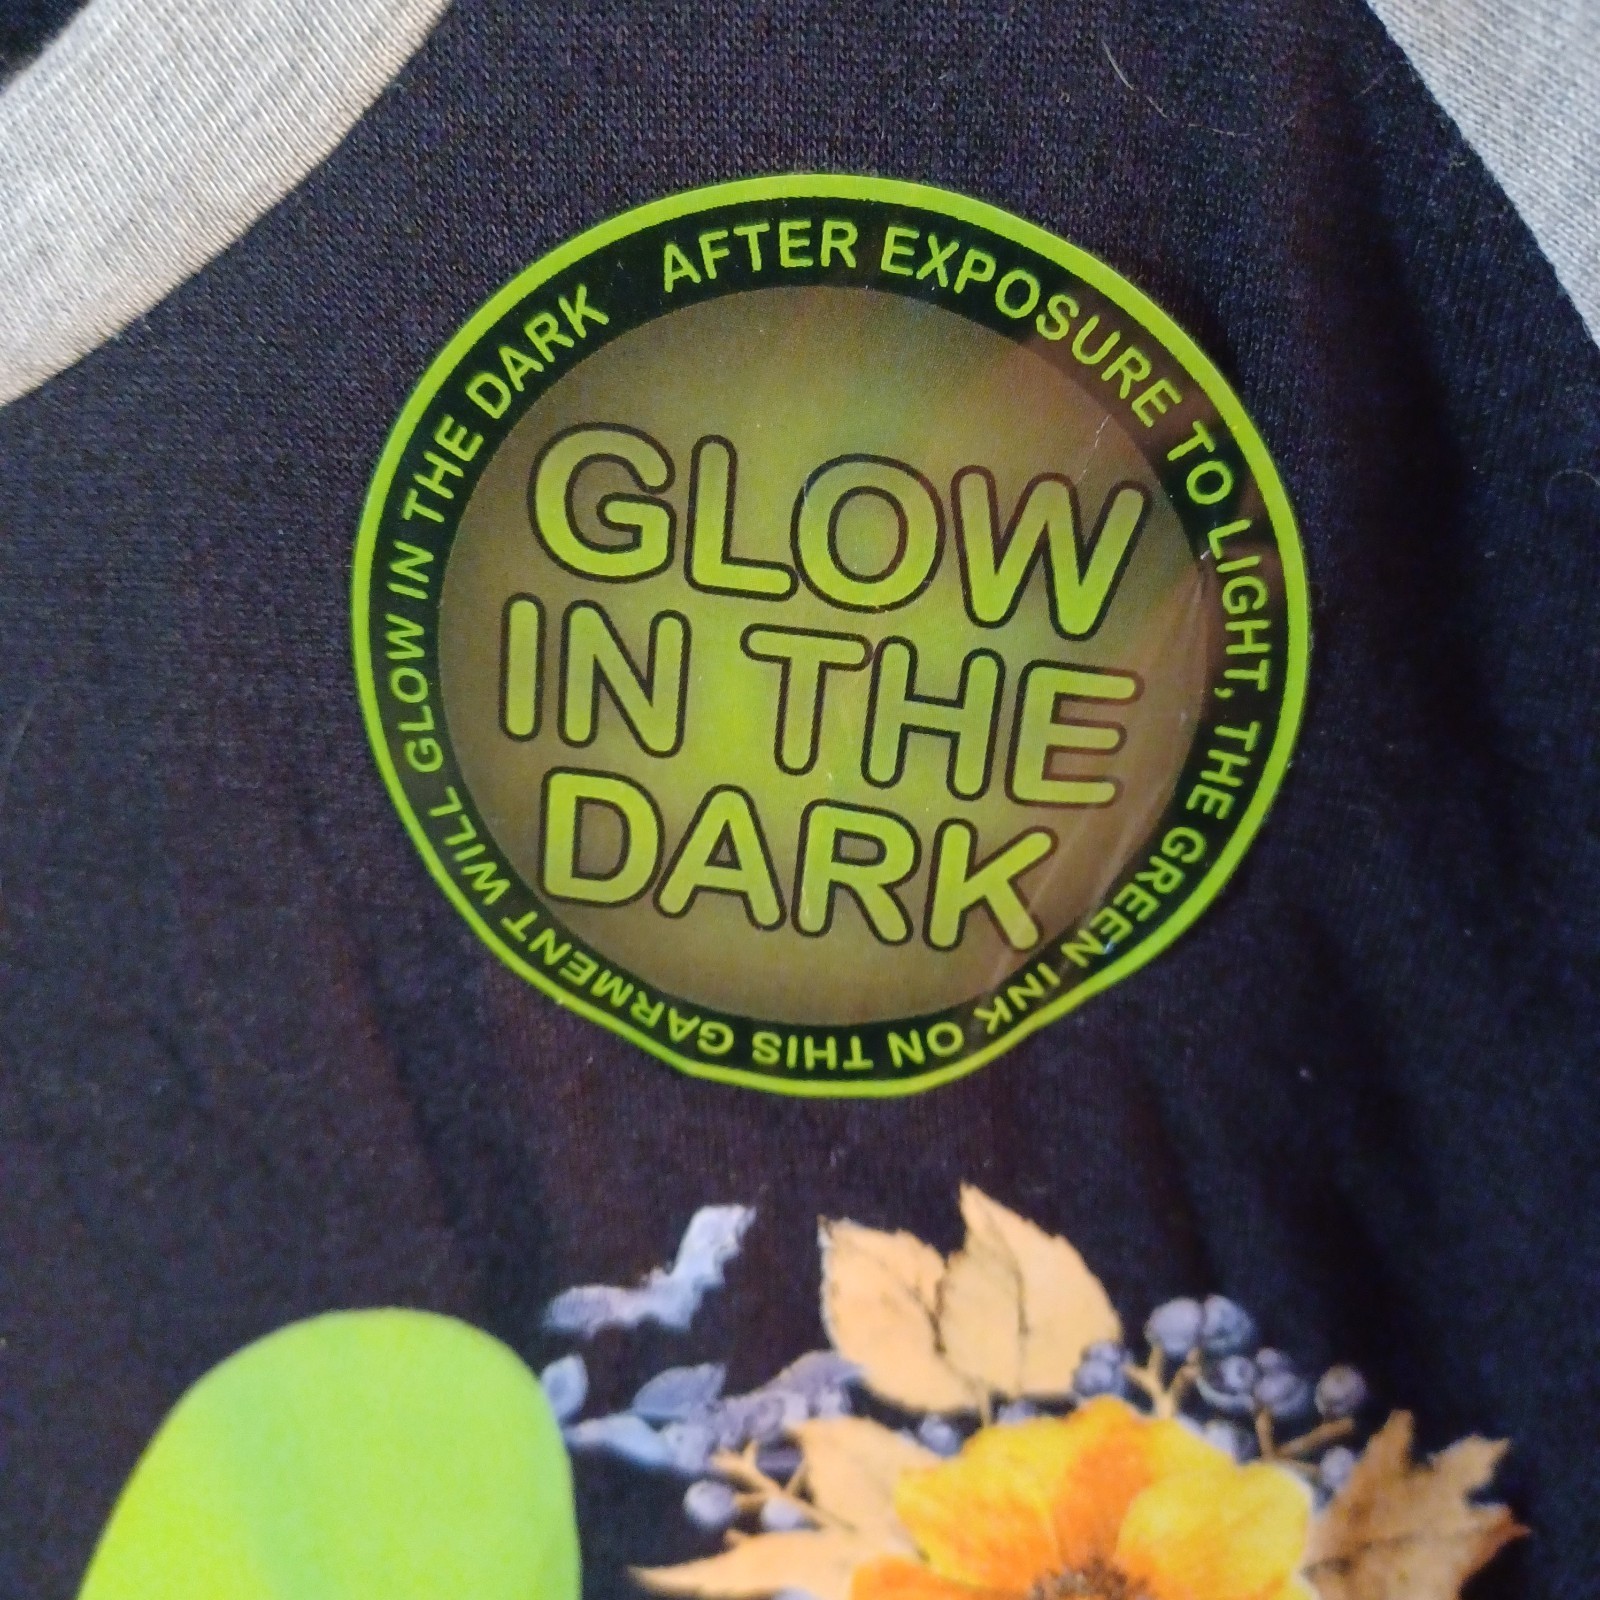 AFTER EXPOSURE TO LIGHT, THE GREEN INK ON THIS GARMENT WILL GLOW IN THE DARK
GLOW
IN THE
DARK